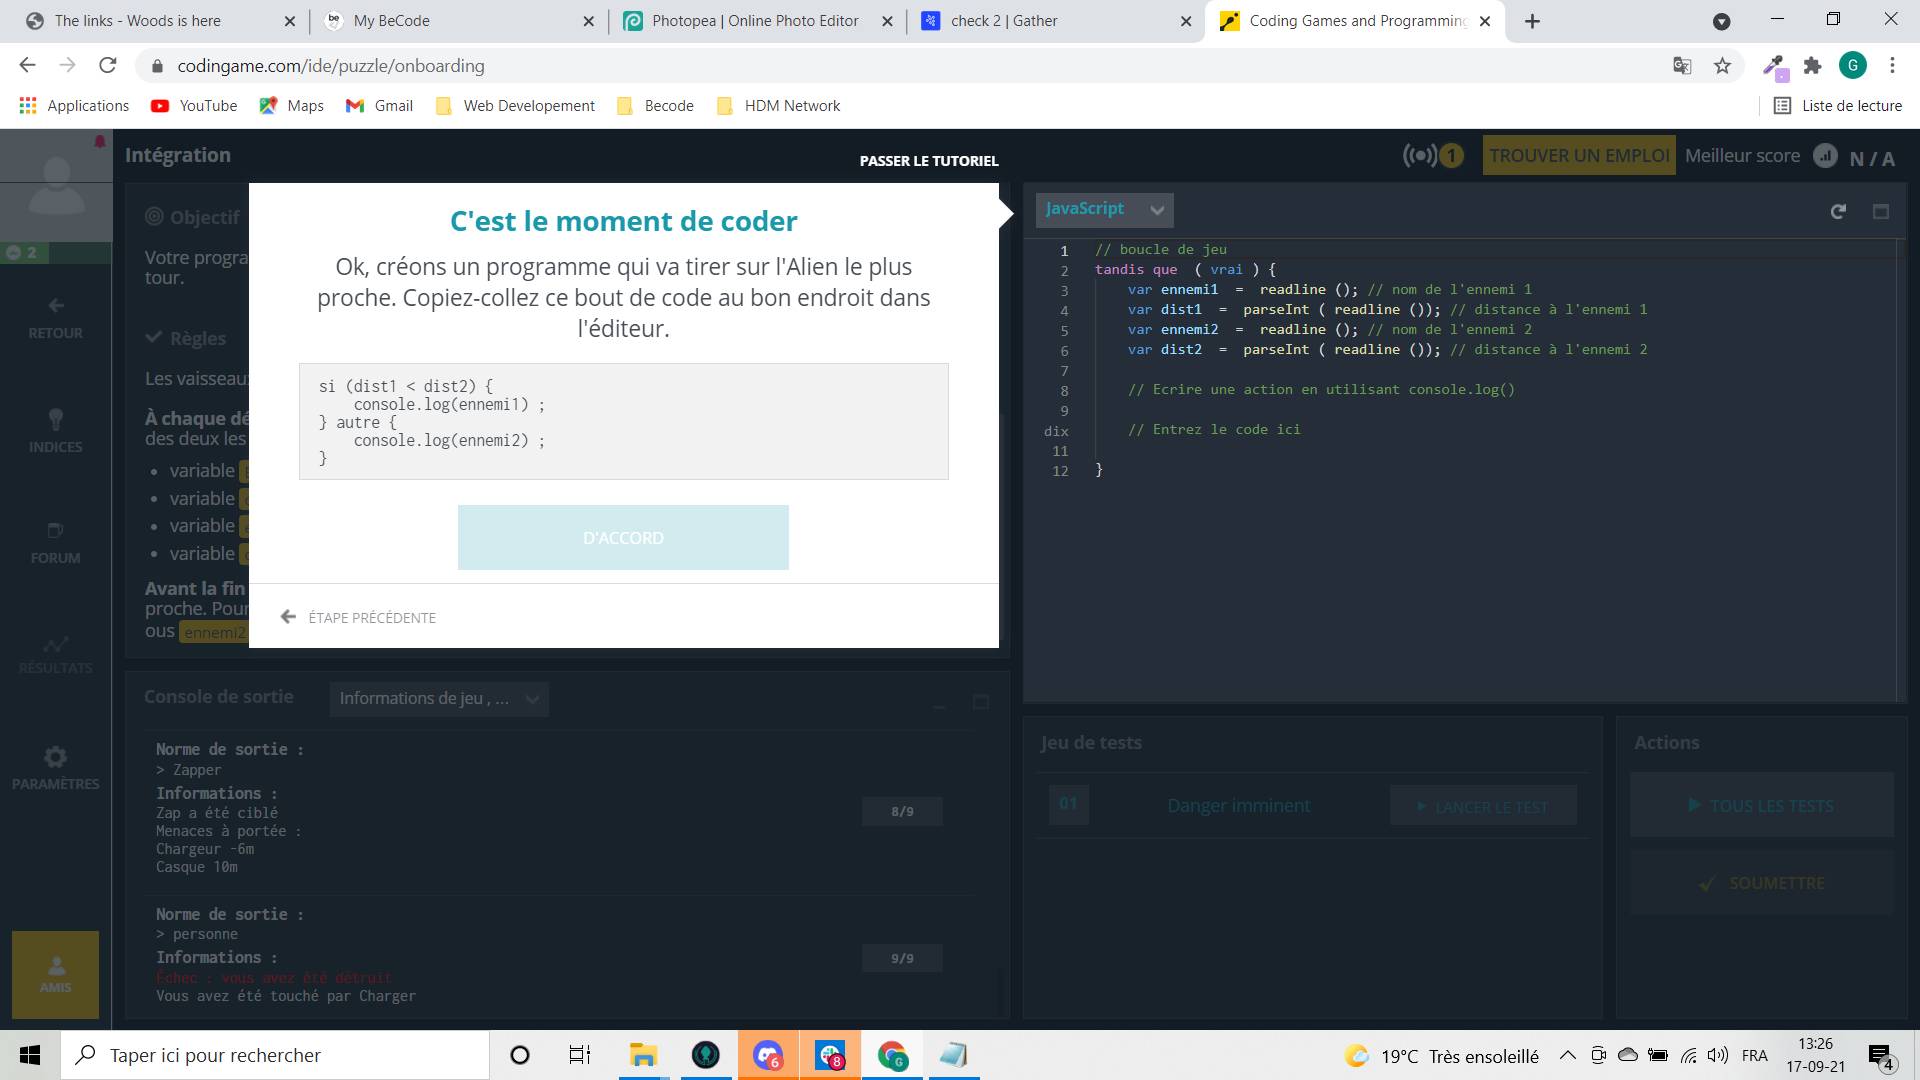 The links - Woods is here
My BeCode
Photopea | Online Photo Editor
check 2 | Gather
Coding Games and Programming
codingame.com/ide/puzzle/onboarding
G
Applications
YouTube
Maps
Gmail
Web Developement
Becode
HDM Network
Liste de lecture
Intégration
PASSER LE TUTORIEL
1
TROUVER UN EMPLOI
Meilleur score
N / A
2
RETOUR
INDICES
FORUM
RÉSULTATS
PARAMÈTRES
AMIS
Objectif
Votre progra
tour.
Règles
Les vaisseau
À chaque dé
des deux les
variable
variable
variable
variable
Avant la fin
proche. Pour
ous ennemi2
C'est le moment de coder
Ok, créons un programme qui va tirer sur l'Alien le plus
proche. Copiez-collez ce bout de code au bon endroit dans
l'éditeur.
si (dist1 < dist2) {
console.log(ennemi1) ;
} autre {
console.log(ennemi2) ;
}
D'ACCORD
ÉTAPE PRÉCÉDENTE
JavaScript
1 // boucle de jeu
2 tandis que ( vrai ) {
3 var ennemi1 = readline (); // nom de l'ennemi 1
4 var dist1 = parseInt ( readline ()); // distance à l'ennemi 1
5 var ennemi2 = readline (); // nom de l'ennemi 2
6 var dist2 = parseInt ( readline ()); // distance à l'ennemi 2
7
8 // Ecrire une action en utilisant console.log()
9
dix // Entrez le code ici
11
12 }
Console de sortie
Informations de jeu , ...
Norme de sortie :
> Zapper
Informations :
Zap a été ciblé
Menaces à portée :
Chargeur -6m
Casque 10m
8/9
Norme de sortie :
> personne
Informations :
Échec : vous avez été détruit
Vous avez été touché par Charger
9/9
Jeu de tests
01
Danger imminent
LANCER LE TEST
Actions
TOUS LES TESTS
SOUMETTRE
Taper ici pour rechercher
6
8
G
19°C Très ensoleillé
FRA
13:26
17-09-21
4